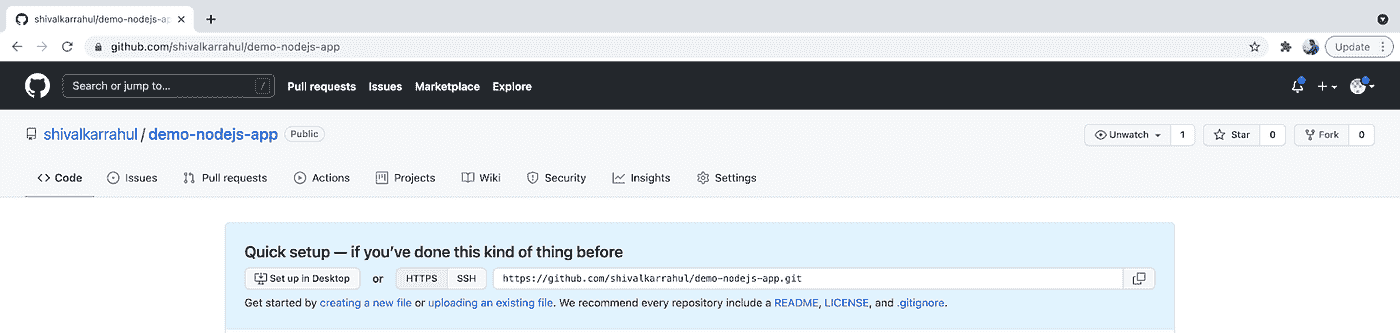 shivalkarrahul/demo-nodejs-ap
github.com/shivalkarrahul/demo-nodejs-app
Update
Search or jump to... /
Pull requests Issues Marketplace Explore
shivalkarrahul / demo-nodejs-app Public
Unwatch 1 Star 0 Fork 0
Code Issues Pull requests Actions Projects Wiki Security Insights Settings
Quick setup — if you've done this kind of thing before
Set up in Desktop or HTTPS SSH https://github.com/shivalkarrahul/demo-nodejs-app.git
Get started by creating a new file or uploading an existing file. We recommend every repository include a README, LICENSE, and .gitignore.